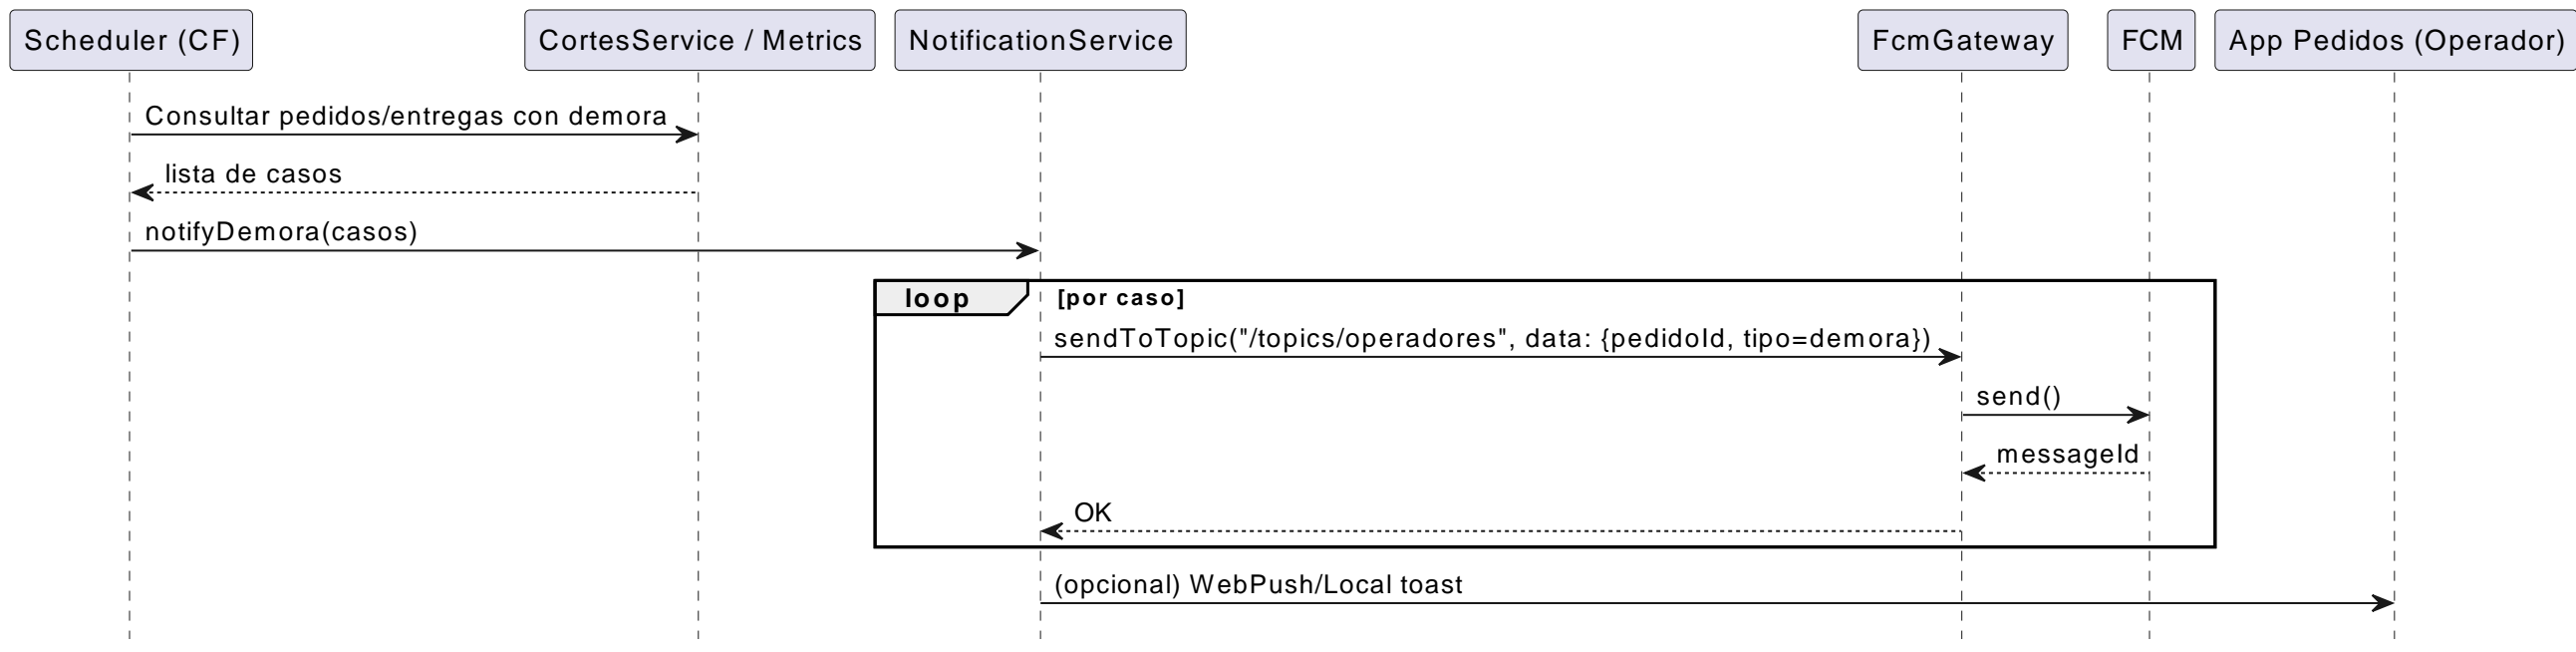 Scheduler (CF)
CortesService / Metrics
NotificationService
FcmGateway
FCM
App Pedidos (Operador)
Consultar pedidos/entregas con demora
lista de casos
notifyDemora(casos)
loop
[por caso]
sendToTopic("/topics/operadores", data: {pedidoId, tipo=demora})
send()
messageId
OK
(opcional) WebPush/Local toast